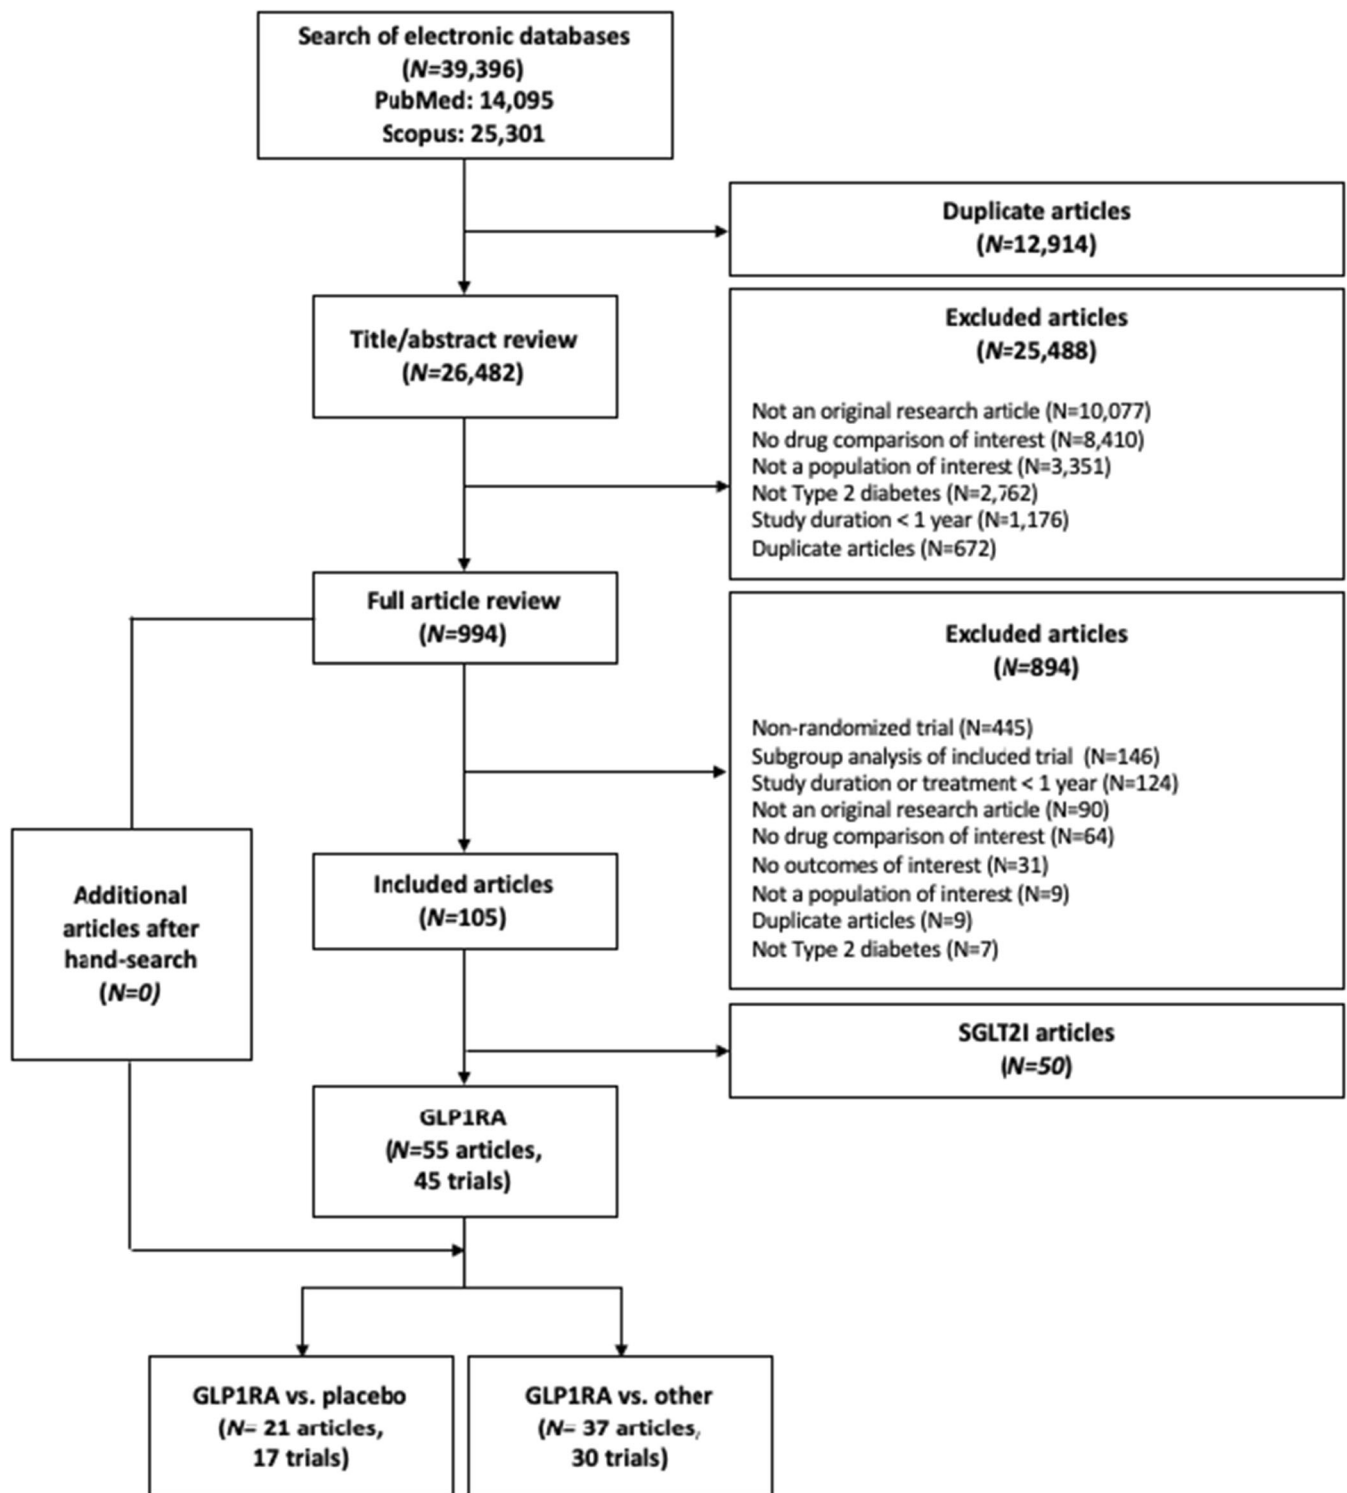 Search of electronic databases
(N=39,396)
PubMed: 14,095
Scopus: 25,301
Duplicate articles
(N=12,914)
Title/abstract review
(N=26,482)
Excluded articles
(N=25,488)
Not an original research article (N=10,077)
No drug comparison of interest (N=8,410)
Not a population of interest (N=3,351)
Not Type 2 diabetes (N=2,762)
Study duration < 1 year (N=1,176)
Duplicate articles (N=672)
Full article review
(N=994)
Excluded articles
(N=894)
Non-randomized trial (N=445)
Subgroup analysis of included trial (N=146)
Study duration or treatment < 1 year (N=124)
Not an original research article (N=90)
No drug comparison of interest (N=64)
No outcomes of interest (N=31)
Not a population of interest (N=9)
Duplicate articles (N=9)
Not Type 2 diabetes (N=7)
Additional
articles after
hand-search
(N=0)
Included articles
(N=105)
SGLT2I articles
(N=50)
GLP1RA
(N=55 articles,
45 trials)
GLP1RA vs. placebo
(N= 21 articles,
17 trials)
GLP1RA vs. other
(N= 37 articles,
30 trials)